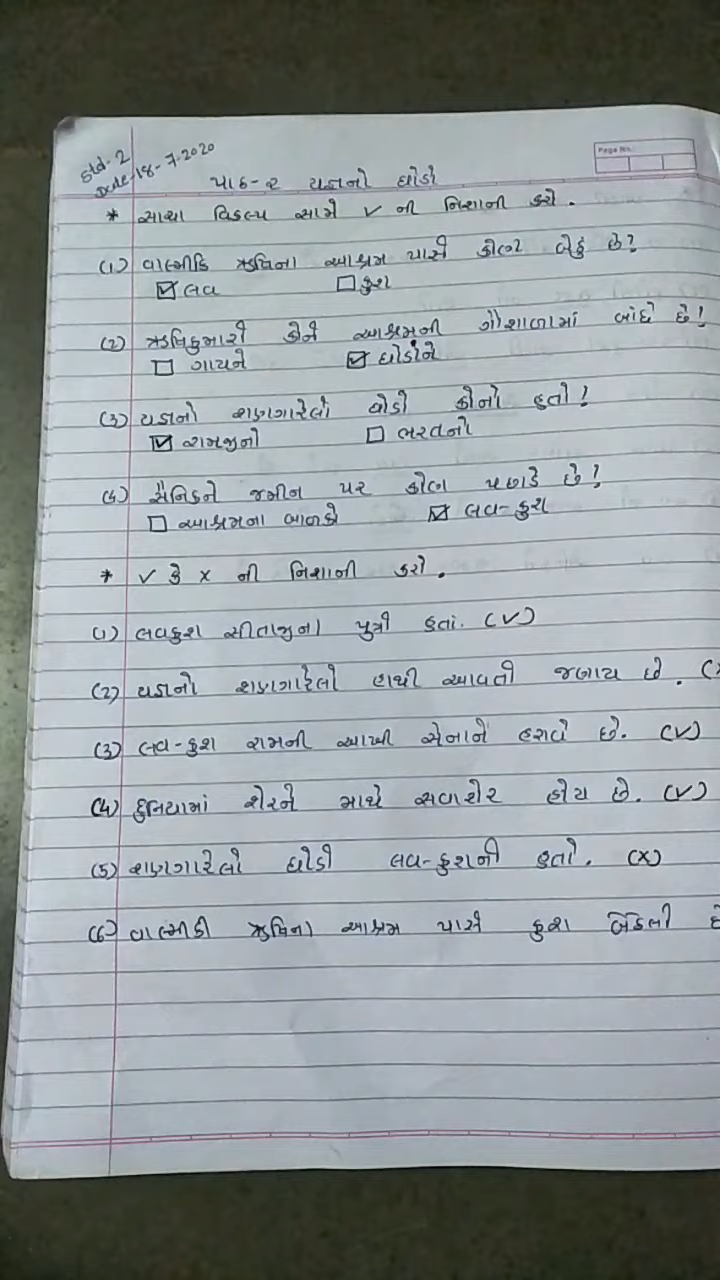 Std-2
Date-18-7-2020
Page No.
પાઠ-૨ યજ્ઞનો ઘોડો
* સાચા વિકલ્પ સામે ✓ ની નિશાની કરો.
(1) વાલ્મીકિ ઋષિના આશ્રમ પાસે કોણ બેઠું છે?
☑ લવ ☐ કુશ
(2) ઋષિકુમારો કોને આશ્રમની ગૌશાળામાં બાંધે છે!
☐ ગાયને ☑ ઘોડાને
(3) યજ્ઞનો શણગારેલો ઘોડો કોનો હતો!
☑ રામજીનો ☐ ભરતનો
(4) સૈનિકને જમીન પર કોણ પછાડે છે!
☐ આશ્રમના બાળકો ☑ લવ-કુશ
* ✓ કે X ની નિશાની કરો.
(1) લવકુશ સીતાજીના પુત્રો હતાં. (✓)
(2) યજ્ઞનો શણગારેલો હાથી આવતો જણાય છે. (X
(3) લવ-કુશ રામની આખી સેનાને હરાવે છે. (✓)
(4) દુનિયામાં શેરને માથે સવાશેર હોય છે. (✓)
(5) શણગારેલો ઘોડો લવ-કુશનો હતો. (X)
(6) વાલ્મીકી ઋષિના આશ્રમ પાસે કુશ બેઠેલો છે